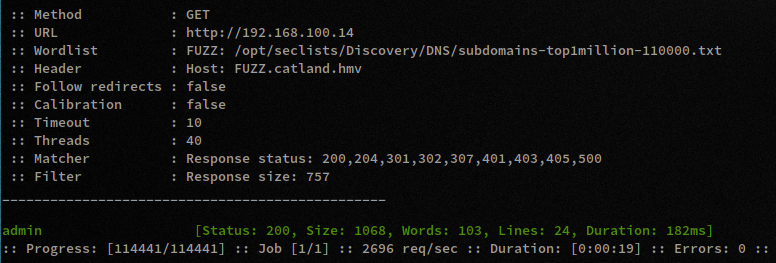 :: Method : GET
:: URL : http://192.168.100.14
:: Wordlist : FUZZ: /opt/seclists/Discovery/DNS/subdomains-top1million-110000.txt
:: Header : Host: FUZZ.catland.hmv
:: Follow redirects : false
:: Calibration : false
:: Timeout : 10
:: Threads : 40
:: Matcher : Response status: 200,204,301,302,307,401,403,405,500
:: Filter : Response size: 757
________________________________________________
admin [Status: 200, Size: 1068, Words: 103, Lines: 24, Duration: 182ms]
:: Progress: [114441/114441] :: Job [1/1] :: 2696 req/sec :: Duration: [0:00:19] :: Errors: 0 ::